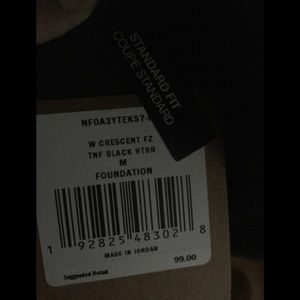 STANDARD FIT
COUPE STANDARD
W CRESCENT FZ
TNF BLACK HTHR
M
FOUNDATION
1 92825 48302 8
MADE IN JORDAN
99.00
Suggested Retail